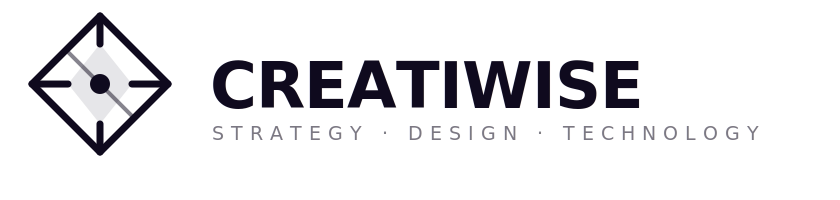 CREATIWISE
STRATEGY · DESIGN · TECHNOLOGY